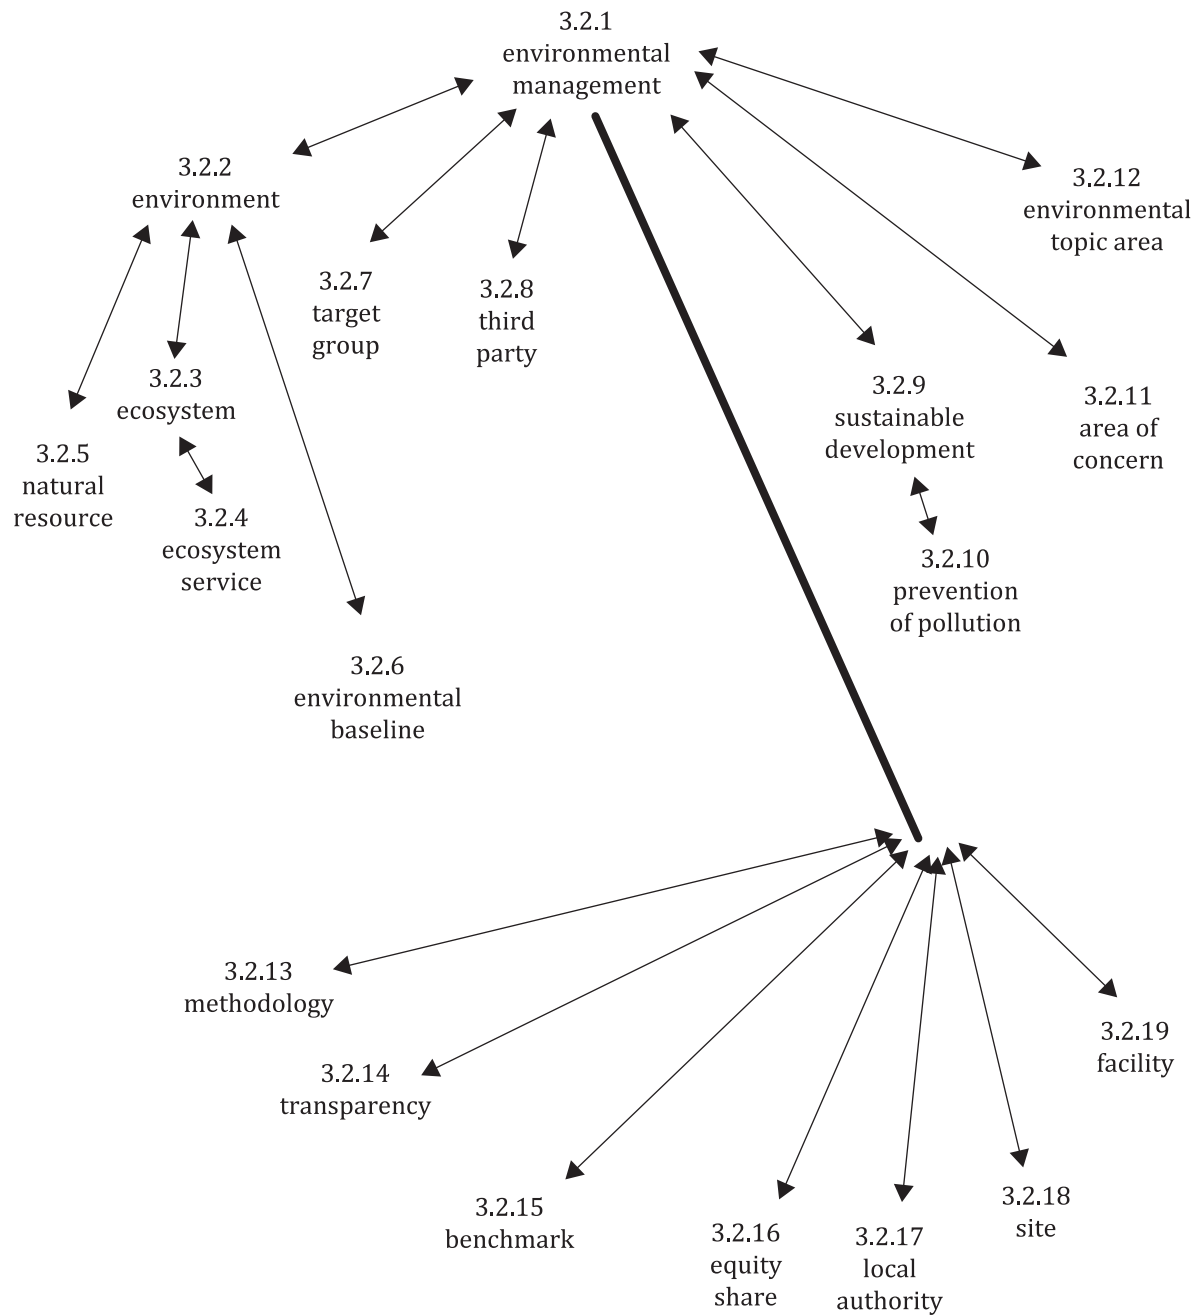 3.2.1
environmental
management
3.2.2
environment
3.2.12
environmental
topic area
3.2.7
target
group
3.2.8
third
party
3.2.3
ecosystem
3.2.9
sustainable
development
3.2.11
area of
concern
3.2.5
natural
resource
3.2.4
ecosystem
service
3.2.10
prevention
of pollution
3.2.6
environmental
baseline
3.2.13
methodology
3.2.14
transparency
3.2.15
benchmark
3.2.16
equity
share
3.2.17
local
authority
3.2.18
site
3.2.19
facility